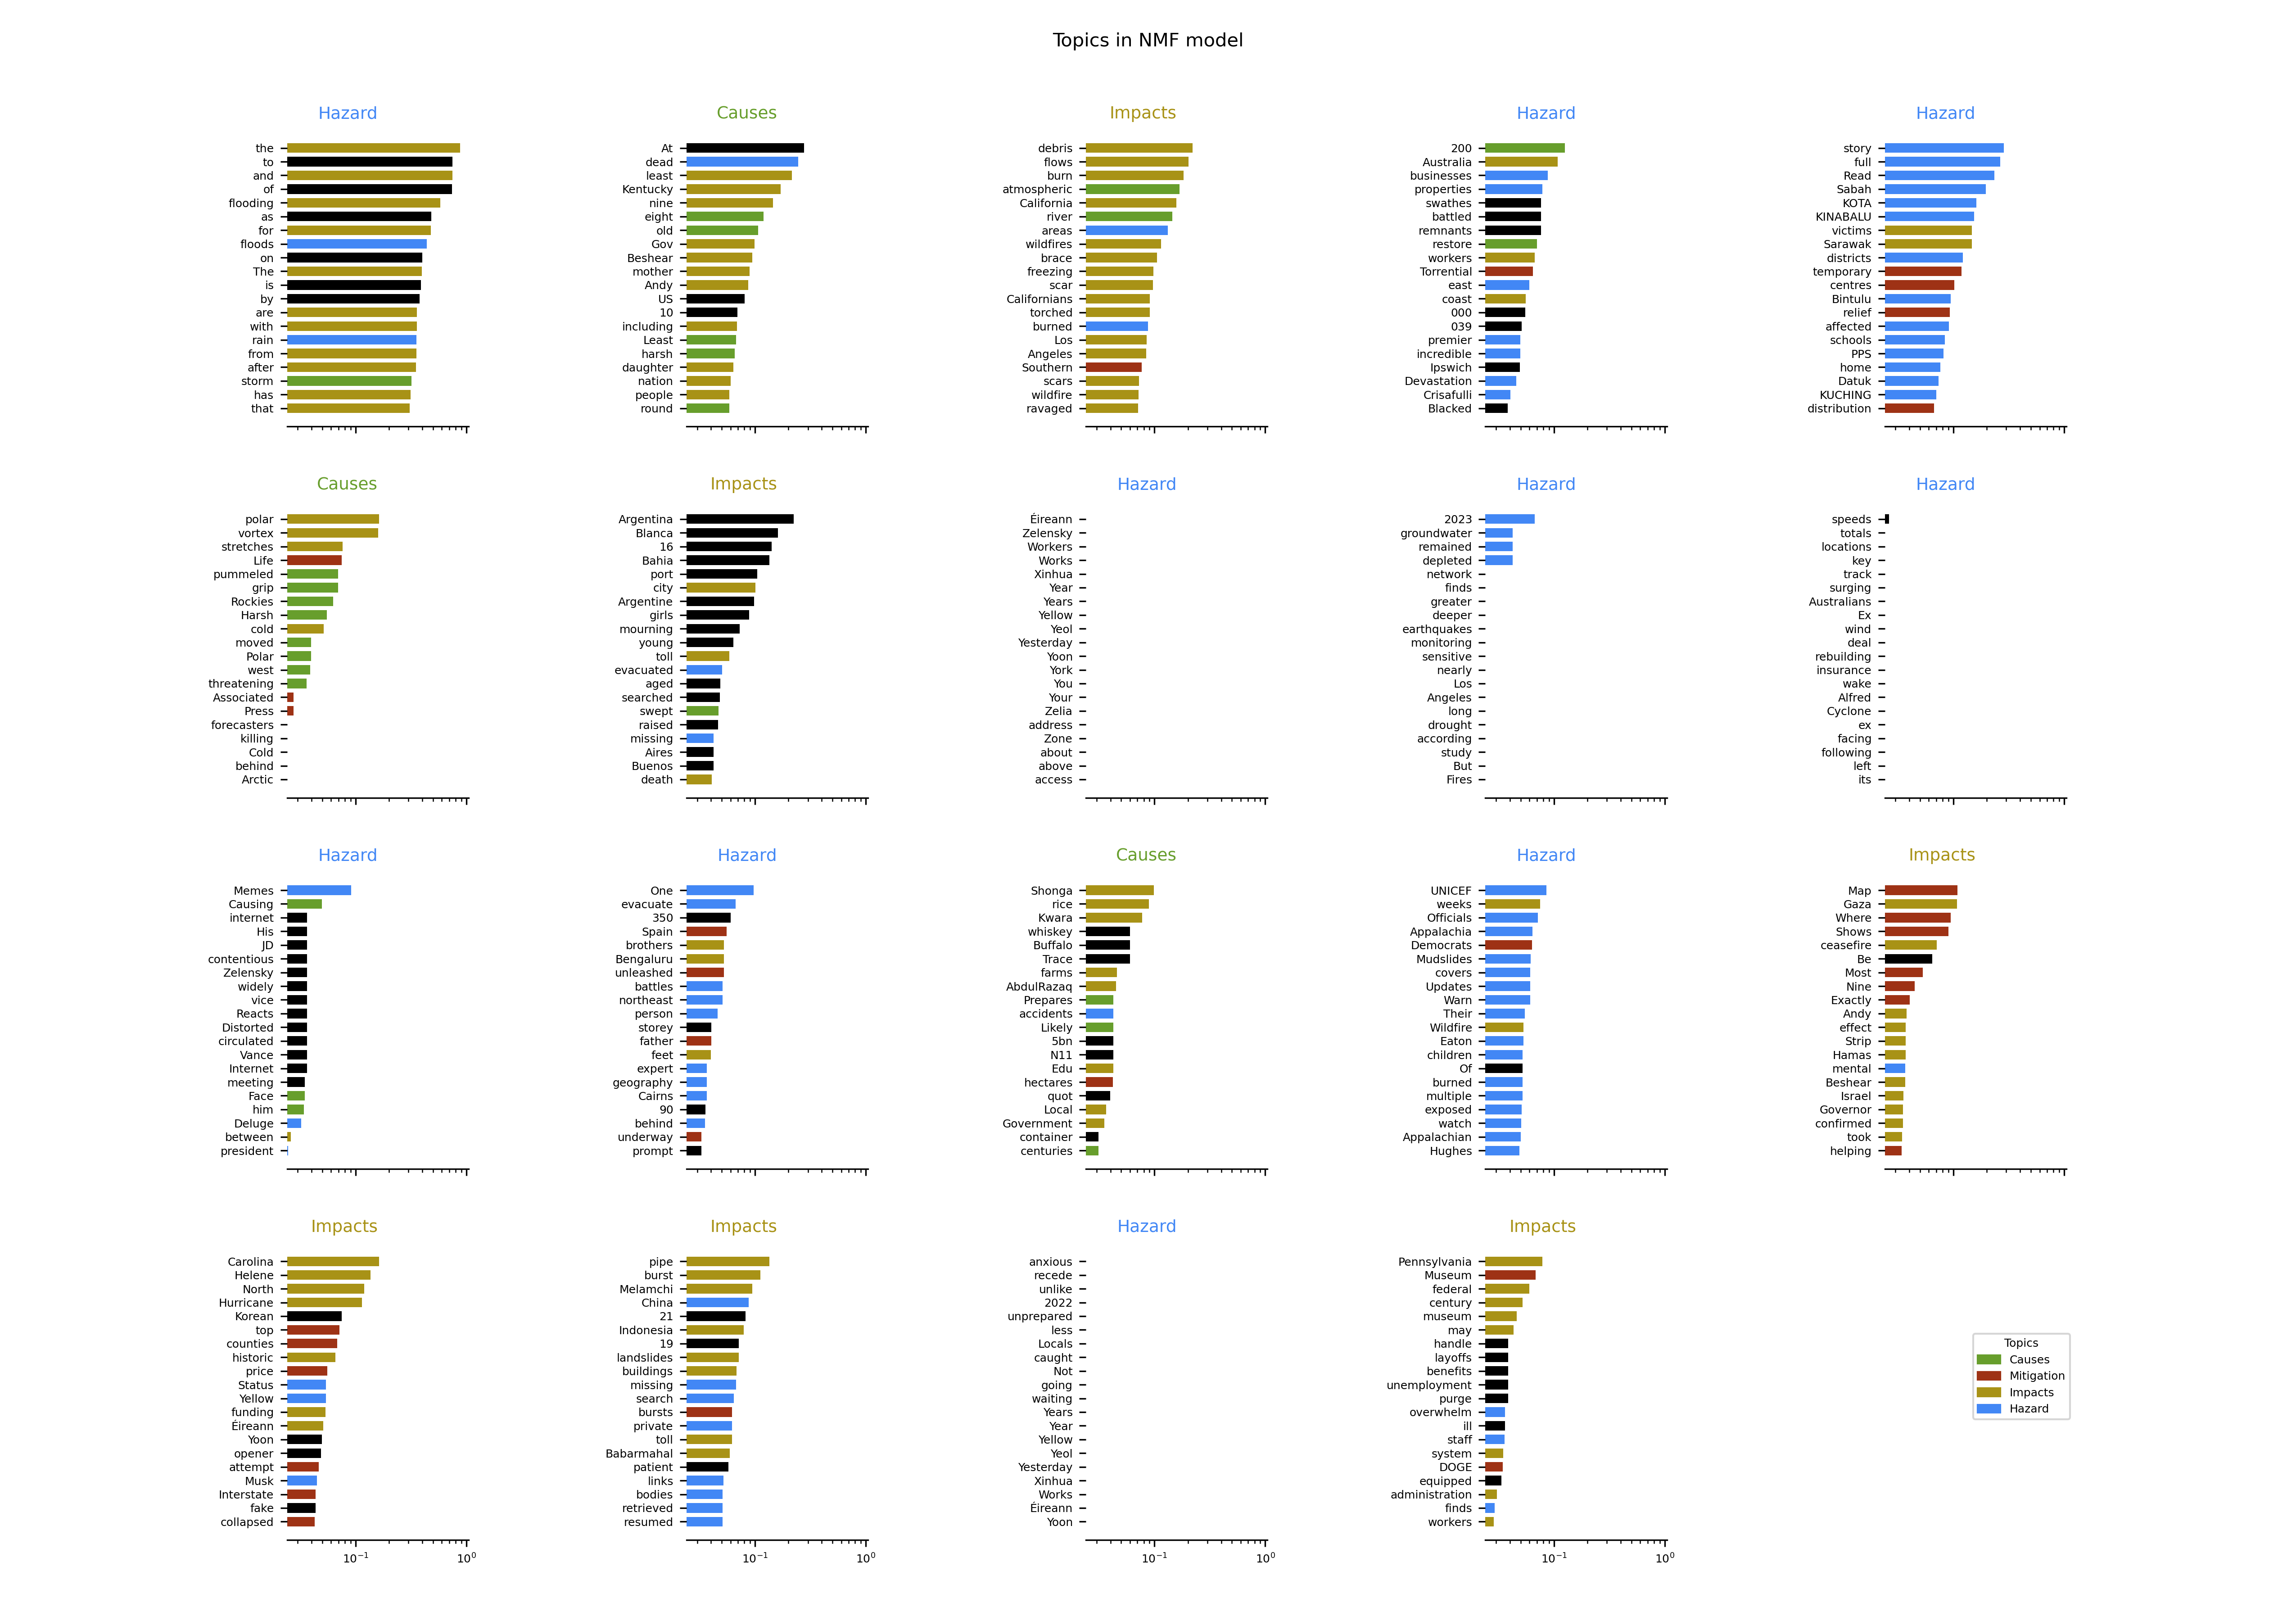 Topics in NMF model
Hazard
the
to
and
of
flooding
as
for
floods
on
The
is
by
are
with
rain
from
after
storm
has
that
Causes
At
dead
least
Kentucky
nine
eight
old
Gov
Beshear
mother
Andy
US
10
including
Least
harsh
daughter
nation
people
round
Impacts
debris
flows
burn
atmospheric
California
river
areas
wildfires
brace
freezing
scar
Californians
torched
burned
Los
Angeles
Southern
scars
wildfire
ravaged
Hazard
200
Australia
businesses
properties
swathes
battled
remnants
restore
workers
Torrential
east
coast
000
039
premier
incredible
Ipswich
Devastation
Crisafulli
Blacked
Hazard
story
full
Read
Sabah
KOTA
KINABALU
victims
Sarawak
districts
temporary
centres
Bintulu
relief
affected
schools
PPS
home
Datuk
KUCHING
distribution
Causes
polar
vortex
stretches
Life
pummeled
grip
Rockies
Harsh
cold
moved
Polar
west
threatening
Associated
Press
forecasters
killing
Cold
behind
Arctic
Impacts
Argentina
Blanca
16
Bahia
port
city
Argentine
girls
mourning
young
toll
evacuated
aged
searched
swept
raised
missing
Aires
Buenos
death
Hazard
Éireann
Zelensky
Workers
Works
Xinhua
Year
Years
Yellow
Yeol
Yesterday
Yoon
York
You
Your
Zelia
address
Zone
about
above
access
Hazard
2023
groundwater
remained
depleted
network
finds
greater
deeper
earthquakes
monitoring
sensitive
nearly
Los
Angeles
long
drought
according
study
But
Fires
Hazard
speeds
totals
locations
key
track
surging
Australians
Ex
wind
deal
rebuilding
insurance
wake
Alfred
Cyclone
ex
facing
following
left
its
Hazard
Memes
Causing
internet
His
JD
contentious
Zelensky
widely
vice
Reacts
Distorted
circulated
Vance
Internet
meeting
Face
him
Deluge
between
president
Hazard
One
evacuate
350
Spain
brothers
Bengaluru
unleashed
battles
northeast
person
storey
father
feet
expert
geography
Cairns
90
behind
underway
prompt
Causes
Shonga
rice
Kwara
whiskey
Buffalo
Trace
farms
AbdulRazaq
Prepares
accidents
Likely
5bn
N11
Edu
hectares
quot
Local
Government
container
centuries
Hazard
UNICEF
weeks
Officials
Appalachia
Democrats
Mudslides
covers
Updates
Warn
Their
Wildfire
Eaton
children
Of
burned
multiple
exposed
watch
Appalachian
Hughes
Impacts
Map
Gaza
Where
Shows
ceasefire
Be
Most
Nine
Exactly
Andy
effect
Strip
Hamas
mental
Beshear
Israel
Governor
confirmed
took
helping
Impacts
Carolina
Helene
North
Hurricane
Korean
top
counties
historic
price
Status
Yellow
funding
Éireann
Yoon
opener
attempt
Musk
Interstate
fake
collapsed
10⁻¹ 10⁰
Impacts
pipe
burst
Melamchi
China
21
Indonesia
19
landslides
buildings
missing
search
bursts
private
toll
Babarmahal
patient
links
bodies
retrieved
resumed
10⁻¹ 10⁰
Hazard
anxious
recede
unlike
2022
unprepared
less
Locals
caught
Not
going
waiting
Years
Year
Yellow
Yeol
Yesterday
Xinhua
Works
Éireann
Yoon
10⁻¹ 10⁰
Impacts
Pennsylvania
Museum
federal
century
museum
may
handle
layoffs
benefits
unemployment
purge
overwhelm
ill
staff
system
DOGE
equipped
administration
finds
workers
10⁻¹ 10⁰
Topics
Causes
Mitigation
Impacts
Hazard